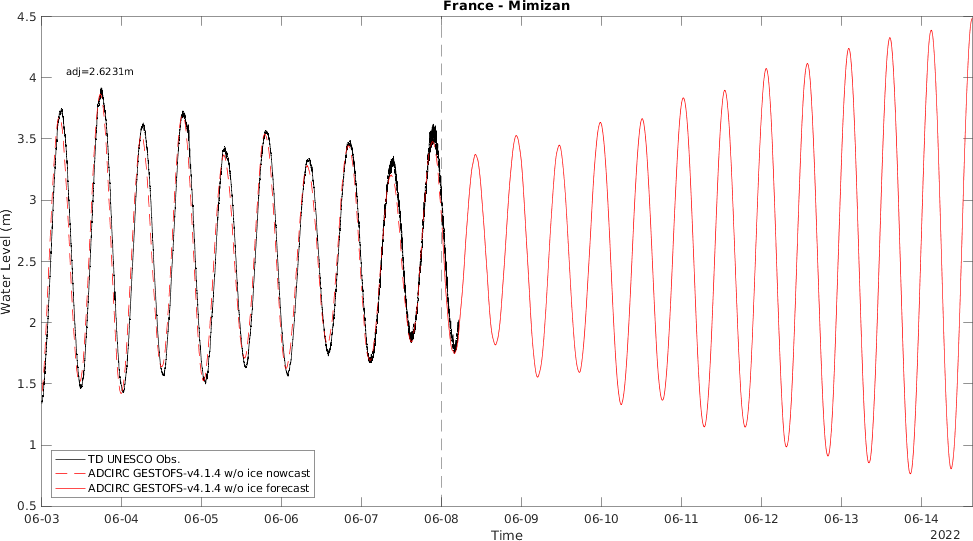 France - Mimizan
4.5
4
3.5
3
2.5
2
1.5
1
0.5
Water Level (m)
adj=2.6231m
TD UNESCO Obs.
ADCIRC GESTOFS-v4.1.4 w/o ice nowcast
ADCIRC GESTOFS-v4.1.4 w/o ice forecast
06-03 06-04 06-05 06-06 06-07 06-08 06-09 06-10 06-11 06-12 06-13 06-14
2022
Time